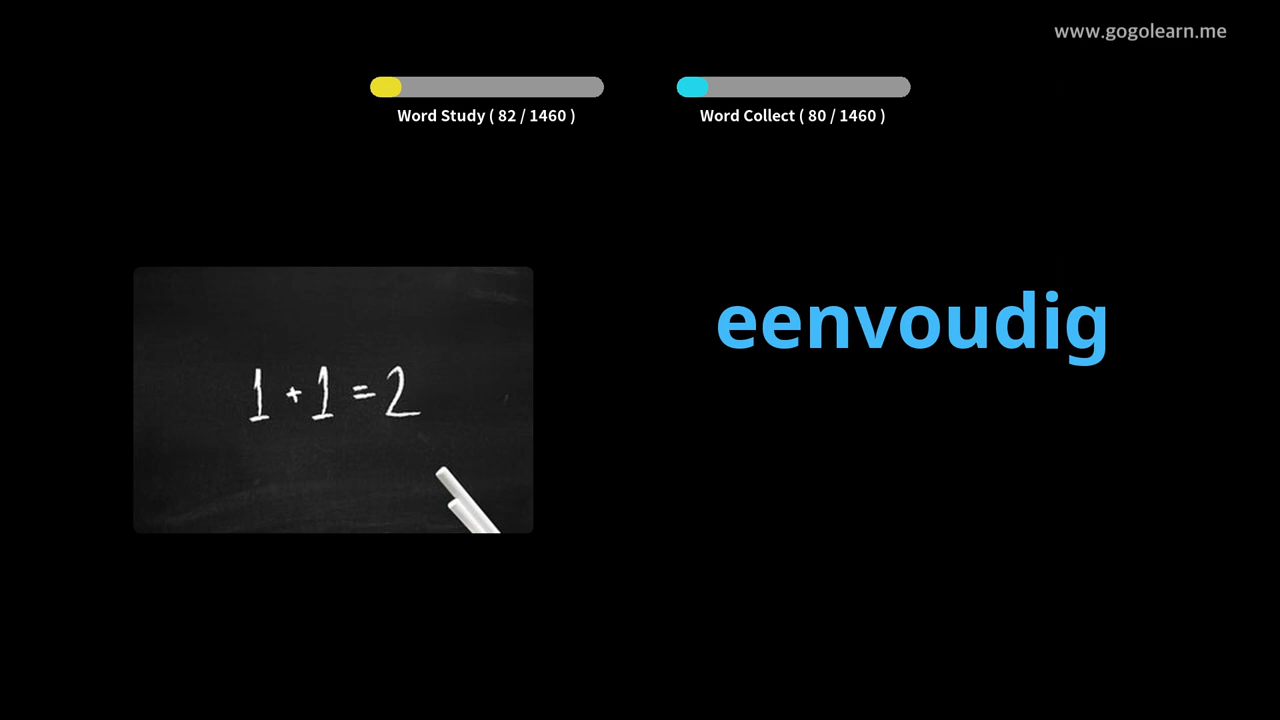 www.gogolearn.me
Word Study ( 82 / 1460 )
Word Collect ( 80 / 1460 )
eenvoudig
1 + 1 = 2